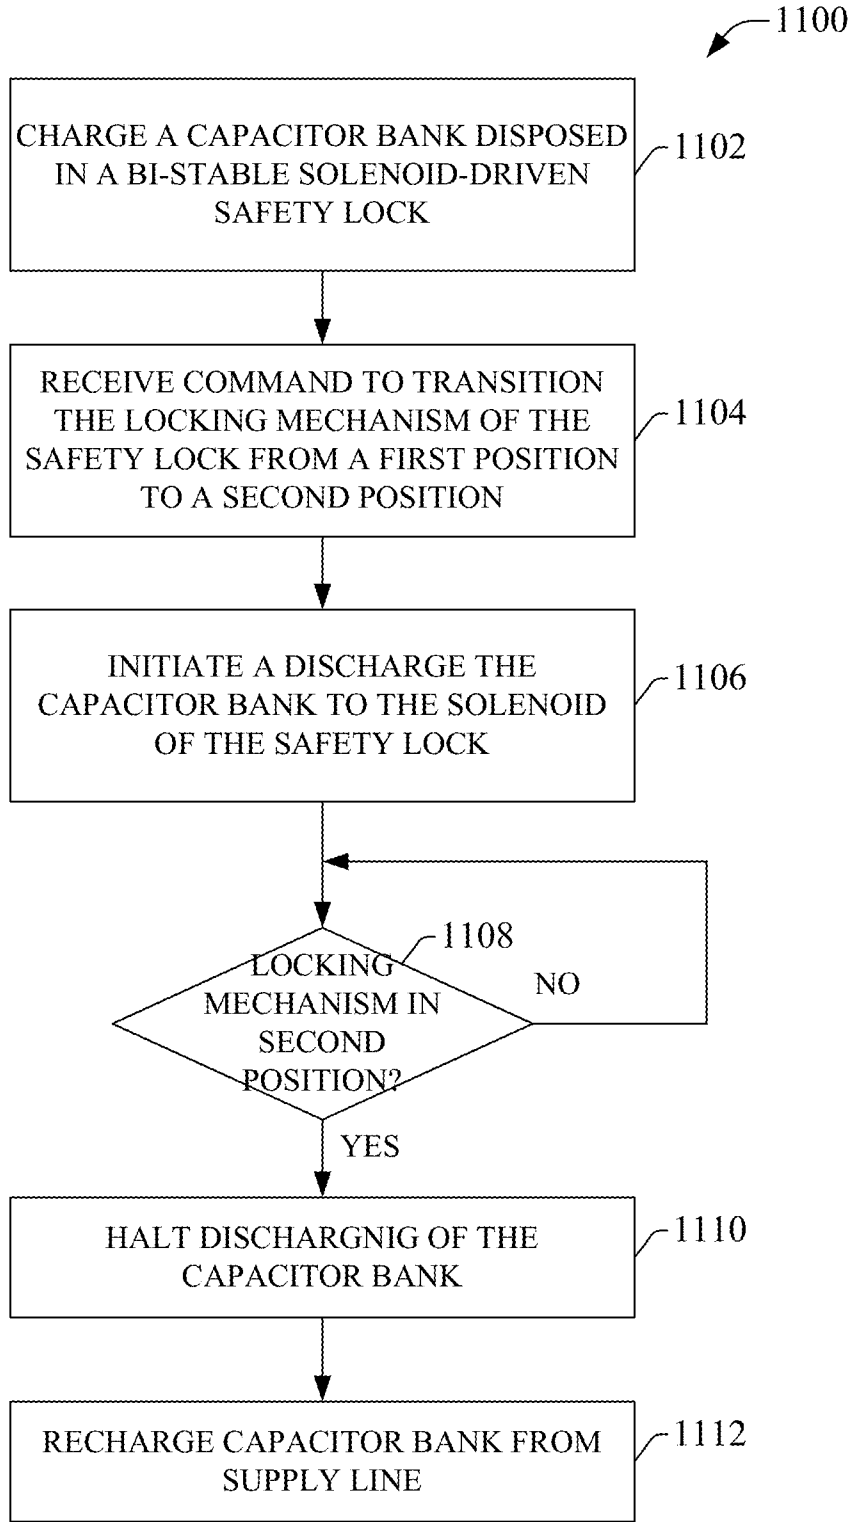 1100
CHARGE A CAPACITOR BANK DISPOSED
IN A BI-STABLE SOLENOID-DRIVEN
SAFETY LOCK
1102
RECEIVE COMMAND TO TRANSITION
THE LOCKING MECHANISM OF THE
SAFETY LOCK FROM A FIRST POSITION
TO A SECOND POSITION
1104
INITIATE A DISCHARGE THE
CAPACITOR BANK TO THE SOLENOID
OF THE SAFETY LOCK
1106
1108
LOCKING
MECHANISM IN
SECOND
POSITION?
NO
YES
HALT DISCHARGNIG OF THE
CAPACITOR BANK
1110
RECHARGE CAPACITOR BANK FROM
SUPPLY LINE
1112